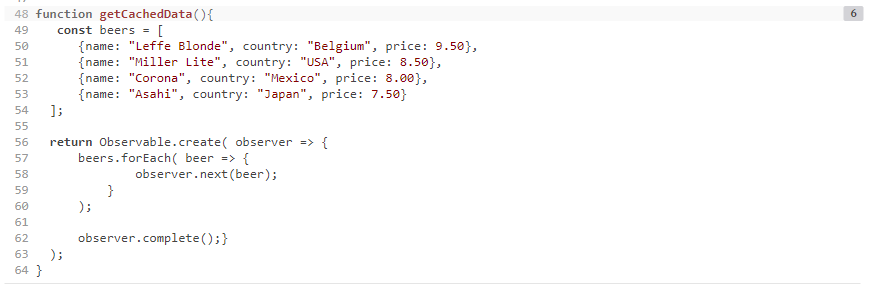 48 function getCachedData(){ 6
49 const beers = [
50 {name: "Leffe Blonde", country: "Belgium", price: 9.50},
51 {name: "Miller Lite", country: "USA", price: 8.50},
52 {name: "Corona", country: "Mexico", price: 8.00},
53 {name: "Asahi", country: "Japan", price: 7.50}
54 ];
55
56 return Observable.create( observer => {
57 beers.forEach( beer => {
58 observer.next(beer);
59 }
60 );
61
62 observer.complete();}
63 );
64 }